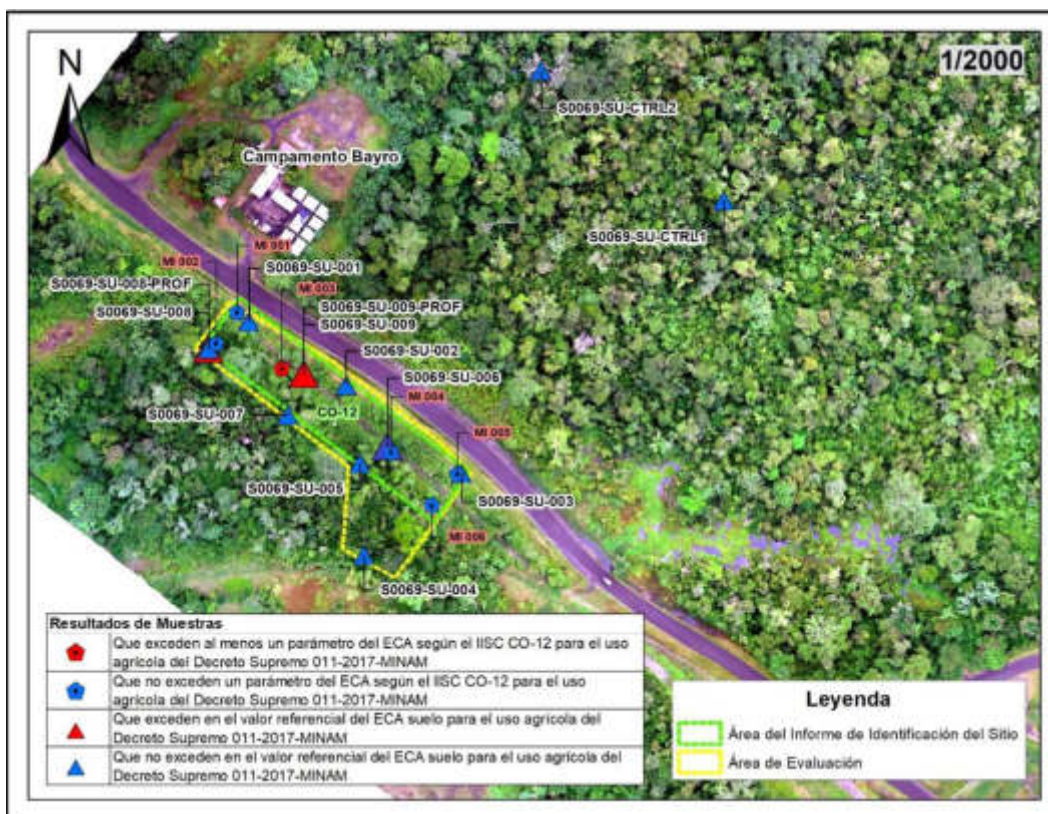 N
1/2000
S0069-SU-CTRL2
Campamento Bayro
S0069-SU-CTRL1
MI 001
MI 002
S0069-SU-001
S0069-SU-008-PROF
MI 003
S0069-SU-009-PROF
S0069-SU-008
S0069-SU-009
S0069-SU-002
S0069-SU-006
MI 004
S0069-SU-007
CO-12
MI 005
S0069-SU-005
S0069-SU-003
MI 006
S0069-SU-004
Resultados de Muestras
Que exceden al menos un parámetro del ECA según el IISC CO-12 para el uso
agrícola del Decreto Supremo 011-2017-MINAM
Que no exceden un parámetro del ECA según el IISC CO-12 para el uso
agrícola del Decreto Supremo 011-2017-MINAM
Que exceden en el valor referencial del ECA suelo para el uso agrícola del
Decreto Supremo 011-2017-MINAM
Que no exceden en el valor referencial del ECA suelo para el uso agrícola del
Decreto Supremo 011-2017-MINAM
Leyenda
Área del Informe de Identificación del Sitio
Área de Evaluación